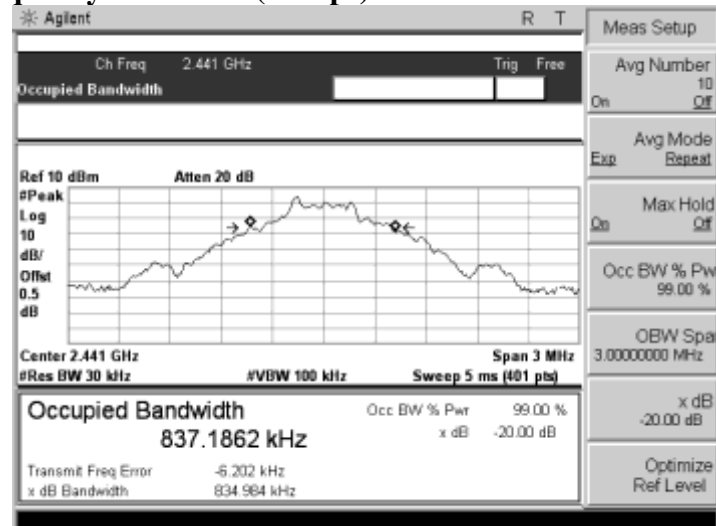 Agilent R T
Meas Setup
Ch Freq 2.441 GHz Trig Free
Occupied Bandwidth
Avg Number
10
On Off
Avg Mode
Exp Repeat
Max Hold
On Off
Occ BW % Pw
99.00 %
OBW Spa
3.00000000 MHz
x dB
-20.00 dB
Optimize
Ref Level
Ref 10 dBm Atten 20 dB
#Peak
Log
10
dB/
Offst
0.5
dB
Center 2.441 GHz Span 3 MHz
#Res BW 30 kHz #VBW 100 kHz Sweep 5 ms (401 pts)
Occupied Bandwidth Occ BW % Pwr 99.00 %
837.1862 kHz x dB -20.00 dB
Transmit Freq Error -6.202 kHz
x dB Bandwidth 834.984 kHz